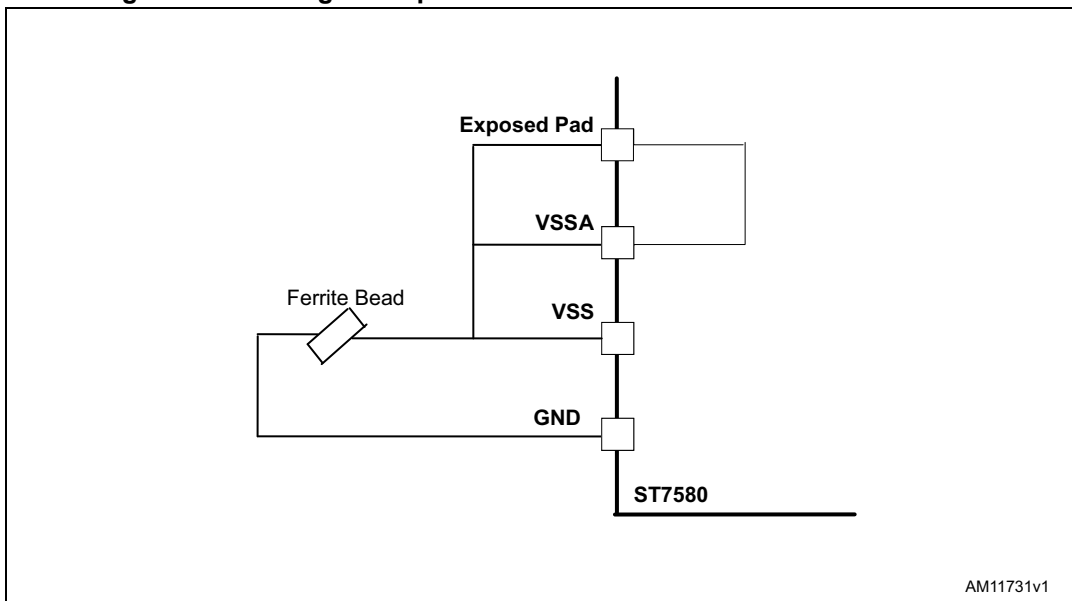 Exposed Pad
VSSA
Ferrite Bead
VSS
GND
ST7580
AM11731v1